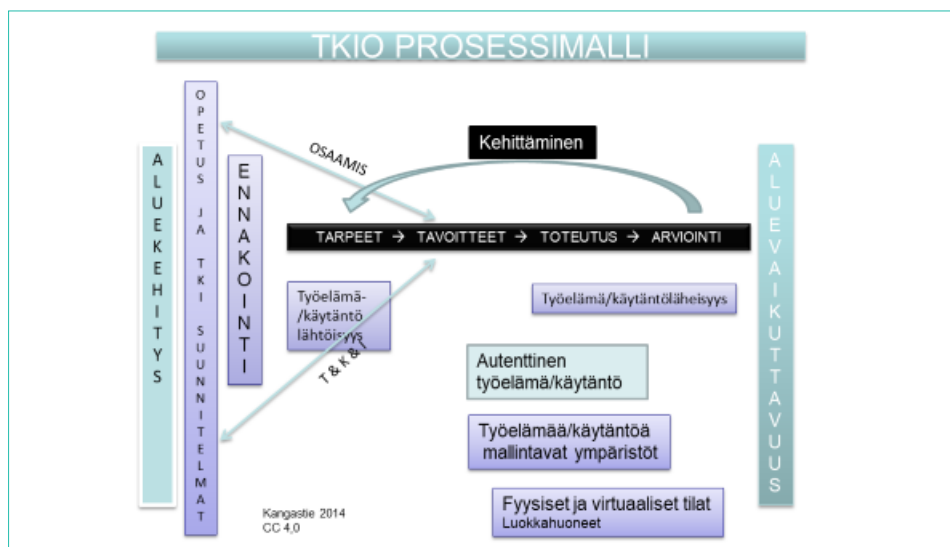 TKIO PROSESSIMALLI
ALUEKEHITYS
OPETUS JA TKI SUUNNITELMAT
ENNAKOINTI
OSAAMIS
Kehittäminen
TARPEET → TAVOITTEET → TOTEUTUS → ARVIOINTI
Työelämä-
/käytäntö
lähtöisyys
T & K & I
Työelämä/käytäntöläheisyys
Autenttinen
työelämä/käytäntö
Työelämää/käytäntöä
mallintavat ympäristöt
Fyysiset ja virtuaaliset tilat
Luokkahuoneet
Kangastie 2014
CC 4,0
ALUEVAIKUTTAVUUS